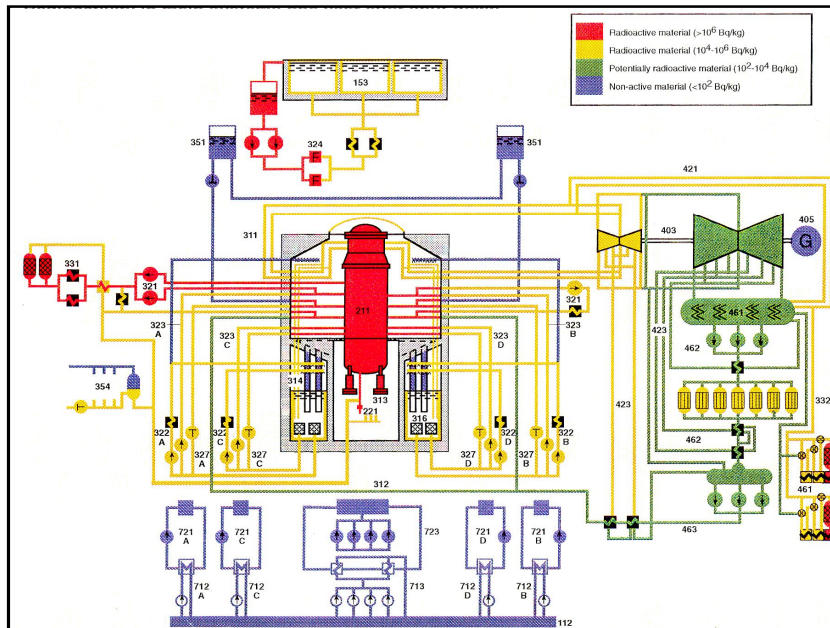 Radioactive material (>10⁶ Bq/kg)
Radioactive material (10⁴-10⁶ Bq/kg)
Potentially radioactive material (10²-10⁴ Bq/kg)
Non-active material (<10² Bq/kg)
153
351
324
351
421
311
403
405
G
331
321
321
211
461
323
A
323
C
323
D
323
B
423
462
354
314
313
221
316
423
332
322
A
322
C
322
D
322
B
327
A
327
C
327
D
327
B
462
461
312
463
721
A
721
C
723
721
D
721
B
712
A
712
C
713
712
D
712
B
112